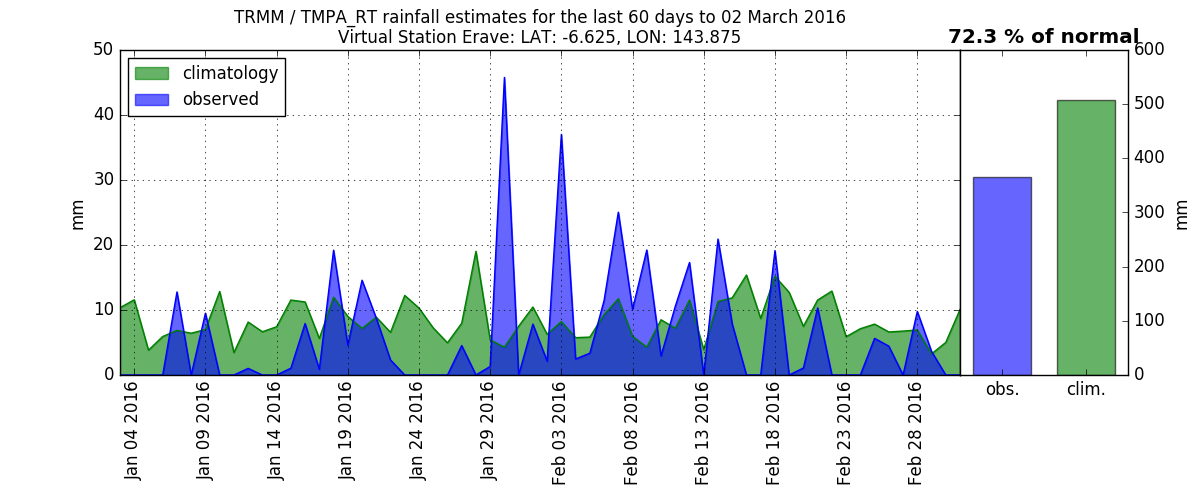 TRMM / TMPA_RT rainfall estimates for the last 60 days to 02 March 2016
Virtual Station Erave: LAT: -6.625, LON: 143.875
72.3 % of normal
climatology
observed
50
40
30
20
10
0
mm
Jan 04 2016
Jan 09 2016
Jan 14 2016
Jan 19 2016
Jan 24 2016
Jan 29 2016
Feb 03 2016
Feb 08 2016
Feb 13 2016
Feb 18 2016
Feb 23 2016
Feb 28 2016
600
500
400
300
200
100
0
mm
obs.
clim.